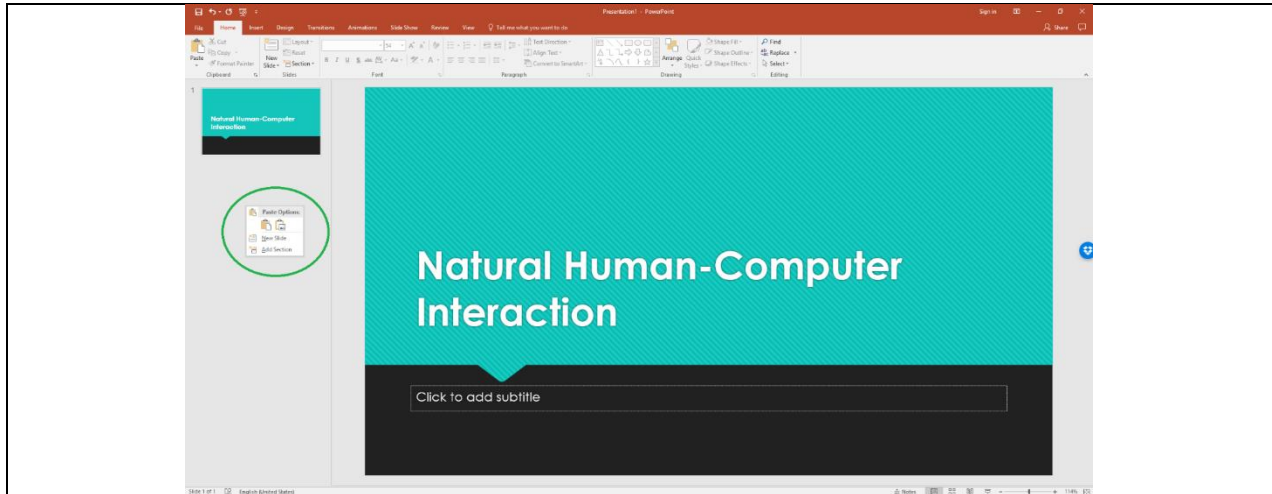 Presentation1 - PowerPoint
Sign in
File Home Insert Design Transitions Animations Slide Show Review View Tell me what you want to do
Share
Paste
Cut
Copy
Format Painter
Clipboard
New
Slide
Layout
Reset
Section
Slides
54
Font
Text Direction
Align Text
Convert to SmartArt
Paragraph
Arrange
Quick
Styles
Shape Fill
Shape Outline
Shape Effects
Drawing
Find
Replace
Select
Editing
1
Natural Human-Computer
Interaction
Paste Options:
New Slide
Add Section
Natural Human-Computer
Interaction
Click to add subtitle
Slide 1 of 1 English (United States)
Notes
114%